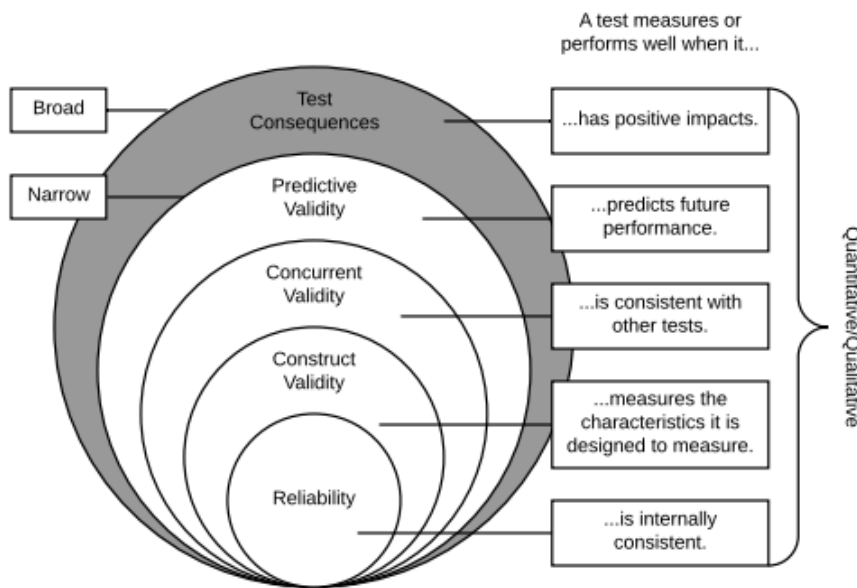 A test measures or
performs well when it...
Broad
Test
Consequences
...has positive impacts.
Narrow
Predictive
Validity
...predicts future
performance.
Concurrent
Validity
...is consistent with
other tests.
Construct
Validity
...measures the
characteristics it is
designed to measure.
Reliability
...is internally
consistent.
Quantitative/Qualitative